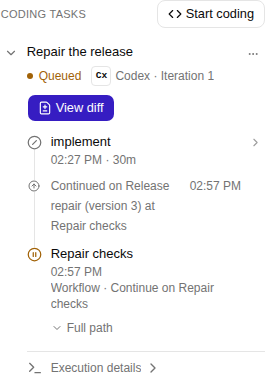 CODING TASKS
<> Start coding
Repair the release
...
Queued
cx
Codex · Iteration 1
View diff
implement
02:27 PM · 30m
Continued on Release
02:57 PM
repair (version 3) at
Repair checks
Repair checks
02:57 PM
Workflow · Continue on Repair
checks
Full path
Execution details